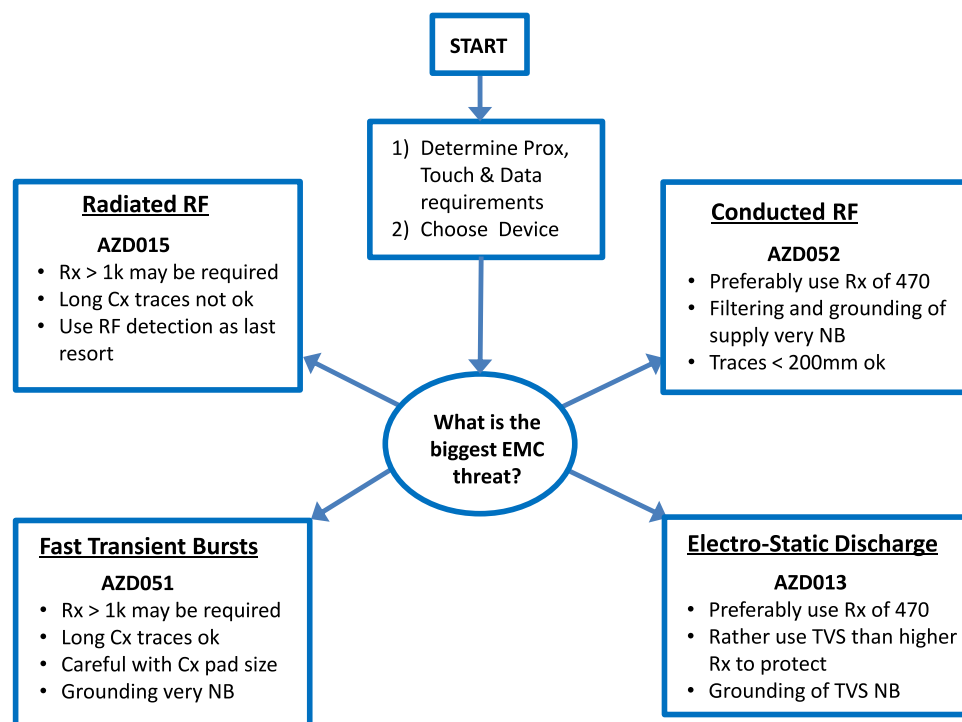 START
1) Determine Prox,
Touch & Data
requirements
2) Choose Device
Radiated RF
AZD015
• Rx > 1k may be required
• Long Cx traces not ok
• Use RF detection as last
resort
Conducted RF
AZD052
• Preferably use Rx of 470
• Filtering and grounding of
supply very NB
• Traces < 200mm ok
What is the
biggest EMC
threat?
Fast Transient Bursts
AZD051
• Rx > 1k may be required
• Long Cx traces ok
• Careful with Cx pad size
• Grounding very NB
Electro-Static Discharge
AZD013
• Preferably use Rx of 470
• Rather use TVS than higher
Rx to protect
• Grounding of TVS NB